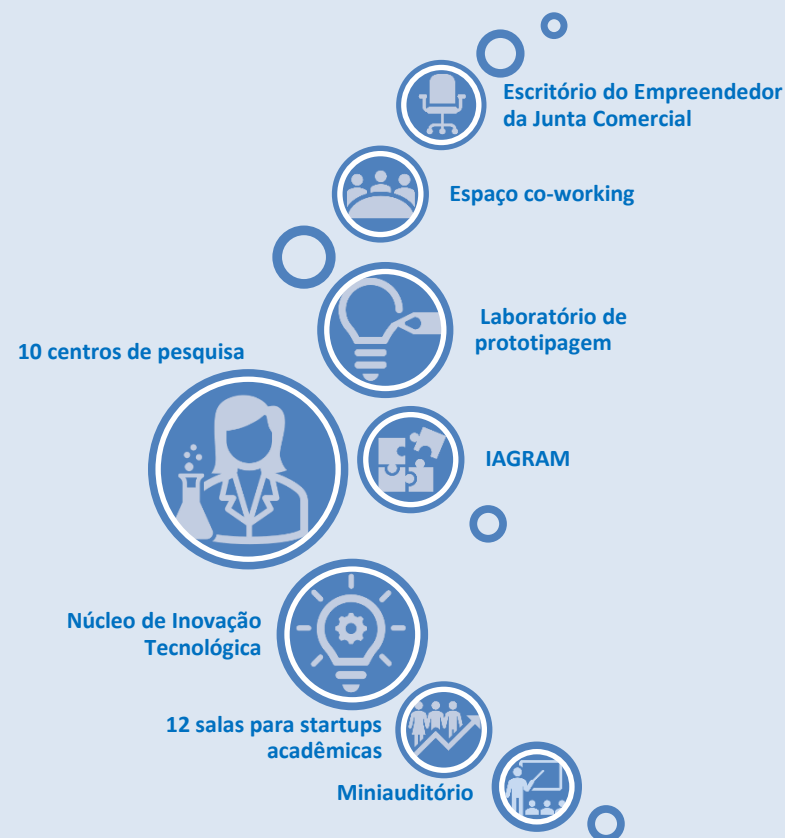 Escritório do Empreendedor
da Junta Comercial
Espaço co-working
Laboratório de
prototipagem
10 centros de pesquisa
IAGRAM
Núcleo de Inovação
Tecnológica
12 salas para startups
acadêmicas
Miniauditório